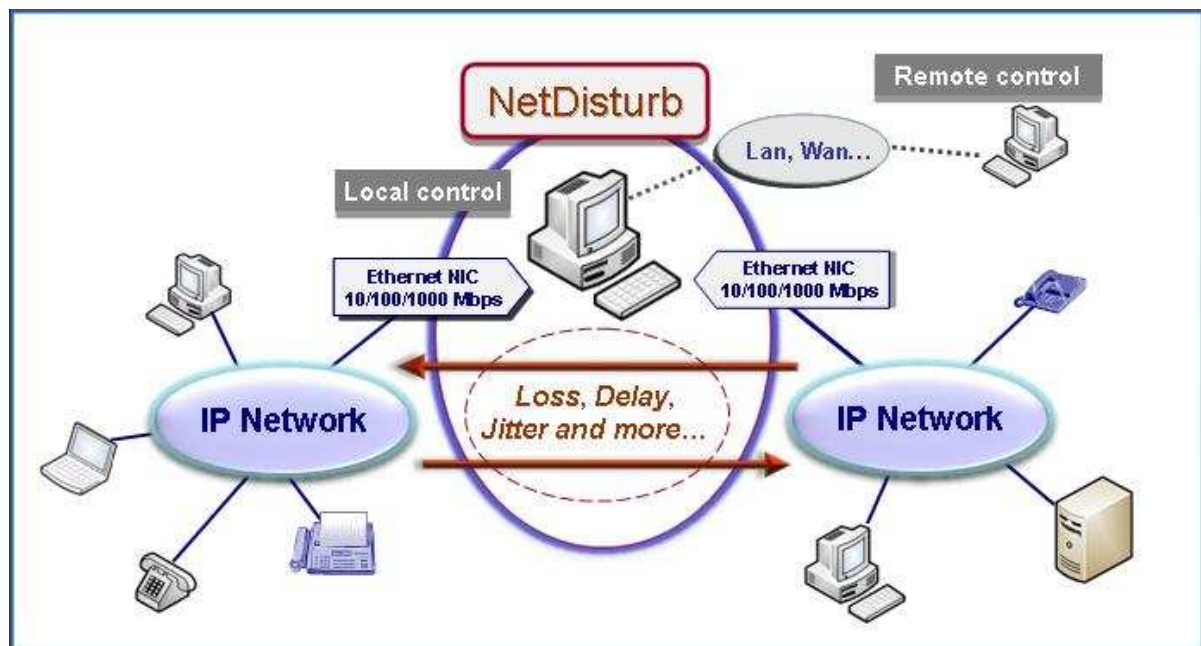 NetDisturb
Remote control
Lan, Wan...
Local control
Ethernet NIC
10/100/1000 Mbps
Ethernet NIC
10/100/1000 Mbps
IP Network
Loss, Delay,
Jitter and more...
IP Network